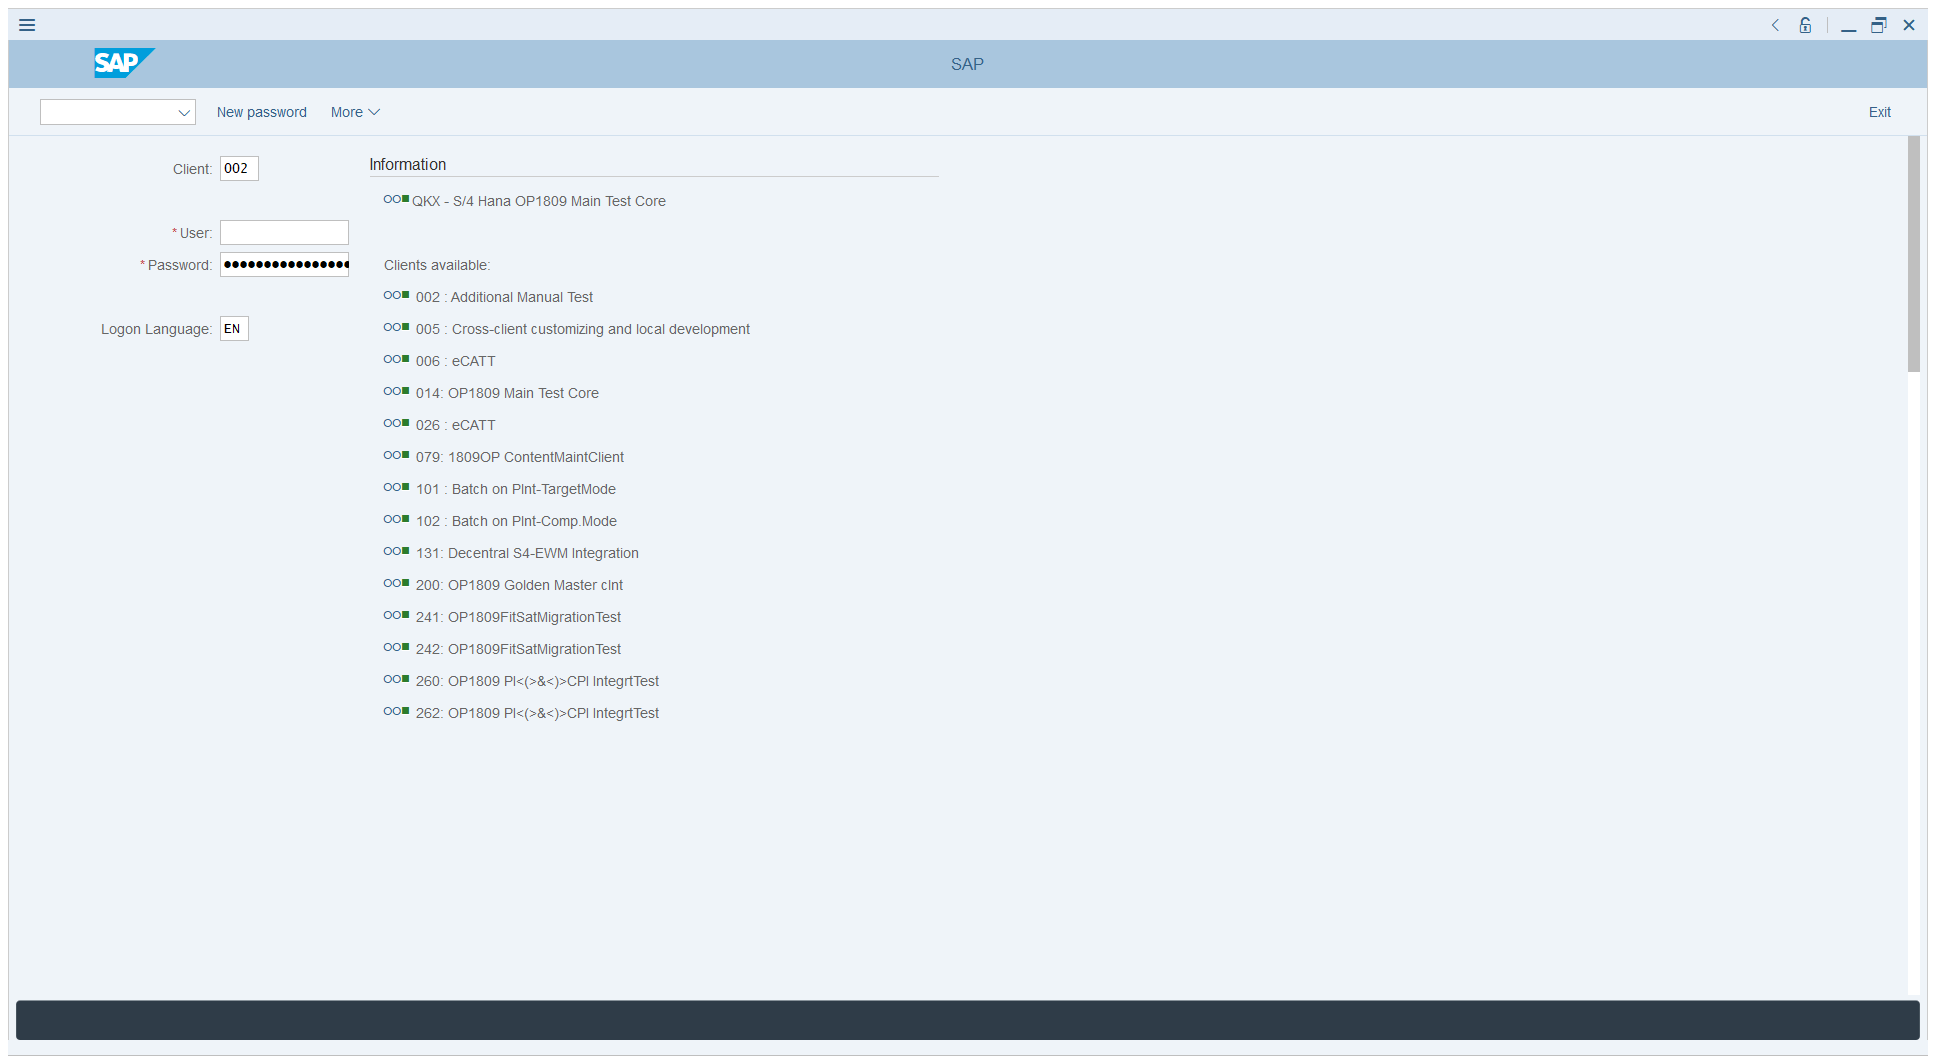 SAP
SAP
New password More Exit
Client: 002
Information
QKX - S/4 Hana OP1809 Main Test Core
* User:
* Password:
Clients available:
002 : Additional Manual Test
Logon Language: EN
005 : Cross-client customizing and local development
006 : eCATT
014: OP1809 Main Test Core
026 : eCATT
079: 1809OP ContentMaintClient
101 : Batch on Plnt-TargetMode
102 : Batch on Plnt-Comp.Mode
131: Decentral S4-EWM Integration
200: OP1809 Golden Master clnt
241: OP1809FitSatMigrationTest
242: OP1809FitSatMigrationTest
260: OP1809 PI<(>&<)>CPI IntegrtTest
262: OP1809 PI<(>&<)>CPI IntegrtTest